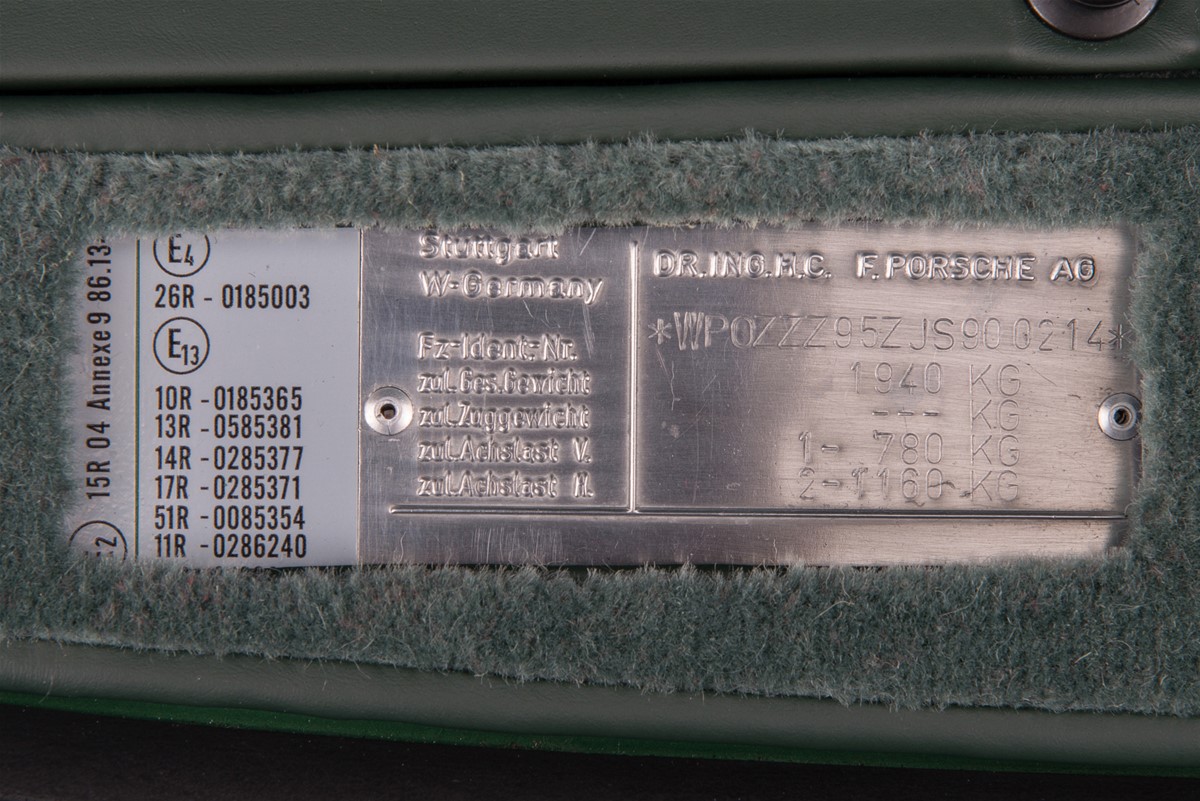 15R 04 Annexe 9 86.13-
E4
26R - 0185003
E13
10R - 0185365
13R - 0585381
14R - 0285377
17R - 0285371
51R - 0085354
11R - 0286240
Stuttgart
W-Germany
Fz-Ident.-Nr.
zul.Ges.Gewicht
zul.Zuggewicht
zul.Achslast V.
zul.Achslast H.
DR.ING.H.C. F.PORSCHE AG
*WP0ZZZ95ZJS900214*
1940 KG
--- KG
1- 780 KG
2-1160 KG